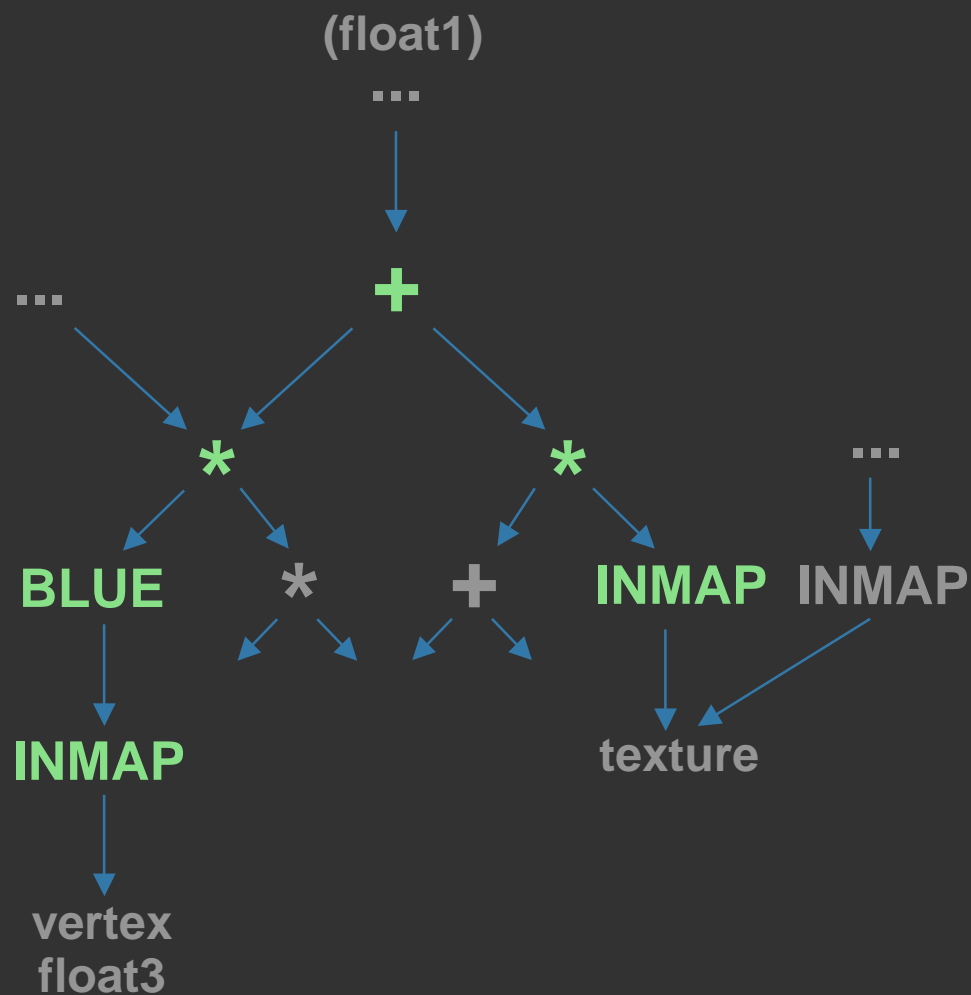 (float1)
...
... +
* * ...
BLUE * + INMAP INMAP
INMAP texture
vertex
float3